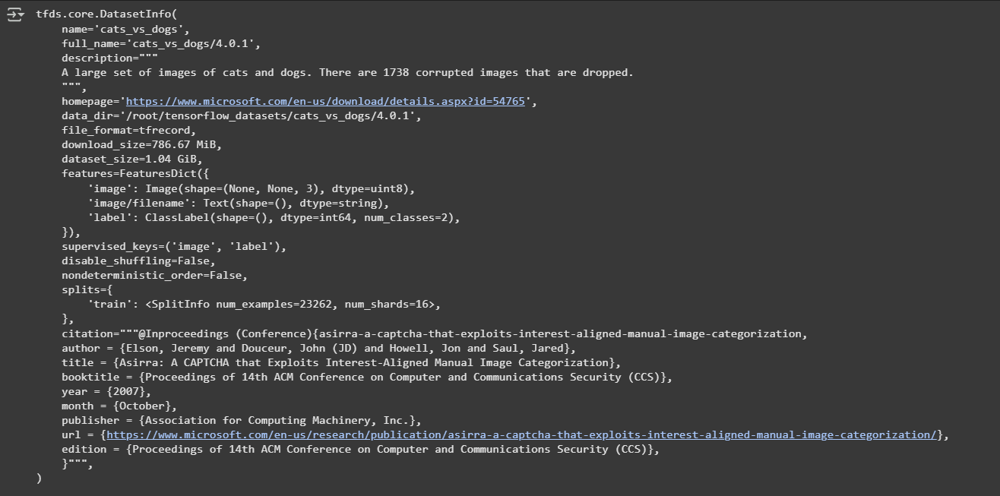 tfds.core.DatasetInfo(
    name='cats_vs_dogs',
    full_name='cats_vs_dogs/4.0.1',
    description="""
    A large set of images of cats and dogs. There are 1738 corrupted images that are dropped.
    """,
    homepage='https://www.microsoft.com/en-us/download/details.aspx?id=54765',
    data_dir='/root/tensorflow_datasets/cats_vs_dogs/4.0.1',
    file_format=tfrecord,
    download_size=786.67 MiB,
    dataset_size=1.04 GiB,
    features=FeaturesDict({
        'image': Image(shape=(None, None, 3), dtype=uint8),
        'image/filename': Text(shape=(), dtype=string),
        'label': ClassLabel(shape=(), dtype=int64, num_classes=2),
    }),
    supervised_keys=('image', 'label'),
    disable_shuffling=False,
    nondeterministic_order=False,
    splits={
        'train': <SplitInfo num_examples=23262, num_shards=16>,
    },
    citation="""@Inproceedings (Conference){asirra-a-captcha-that-exploits-interest-aligned-manual-image-categorization,
    author = {Elson, Jeremy and Douceur, John (JD) and Howell, Jon and Saul, Jared},
    title = {Asirra: A CAPTCHA that Exploits Interest-Aligned Manual Image Categorization},
    booktitle = {Proceedings of 14th ACM Conference on Computer and Communications Security (CCS)},
    year = {2007},
    month = {October},
    publisher = {Association for Computing Machinery, Inc.},
    url = {https://www.microsoft.com/en-us/research/publication/asirra-a-captcha-that-exploits-interest-aligned-manual-image-categorization/},
    edition = {Proceedings of 14th ACM Conference on Computer and Communications Security (CCS)},
    }""",
)